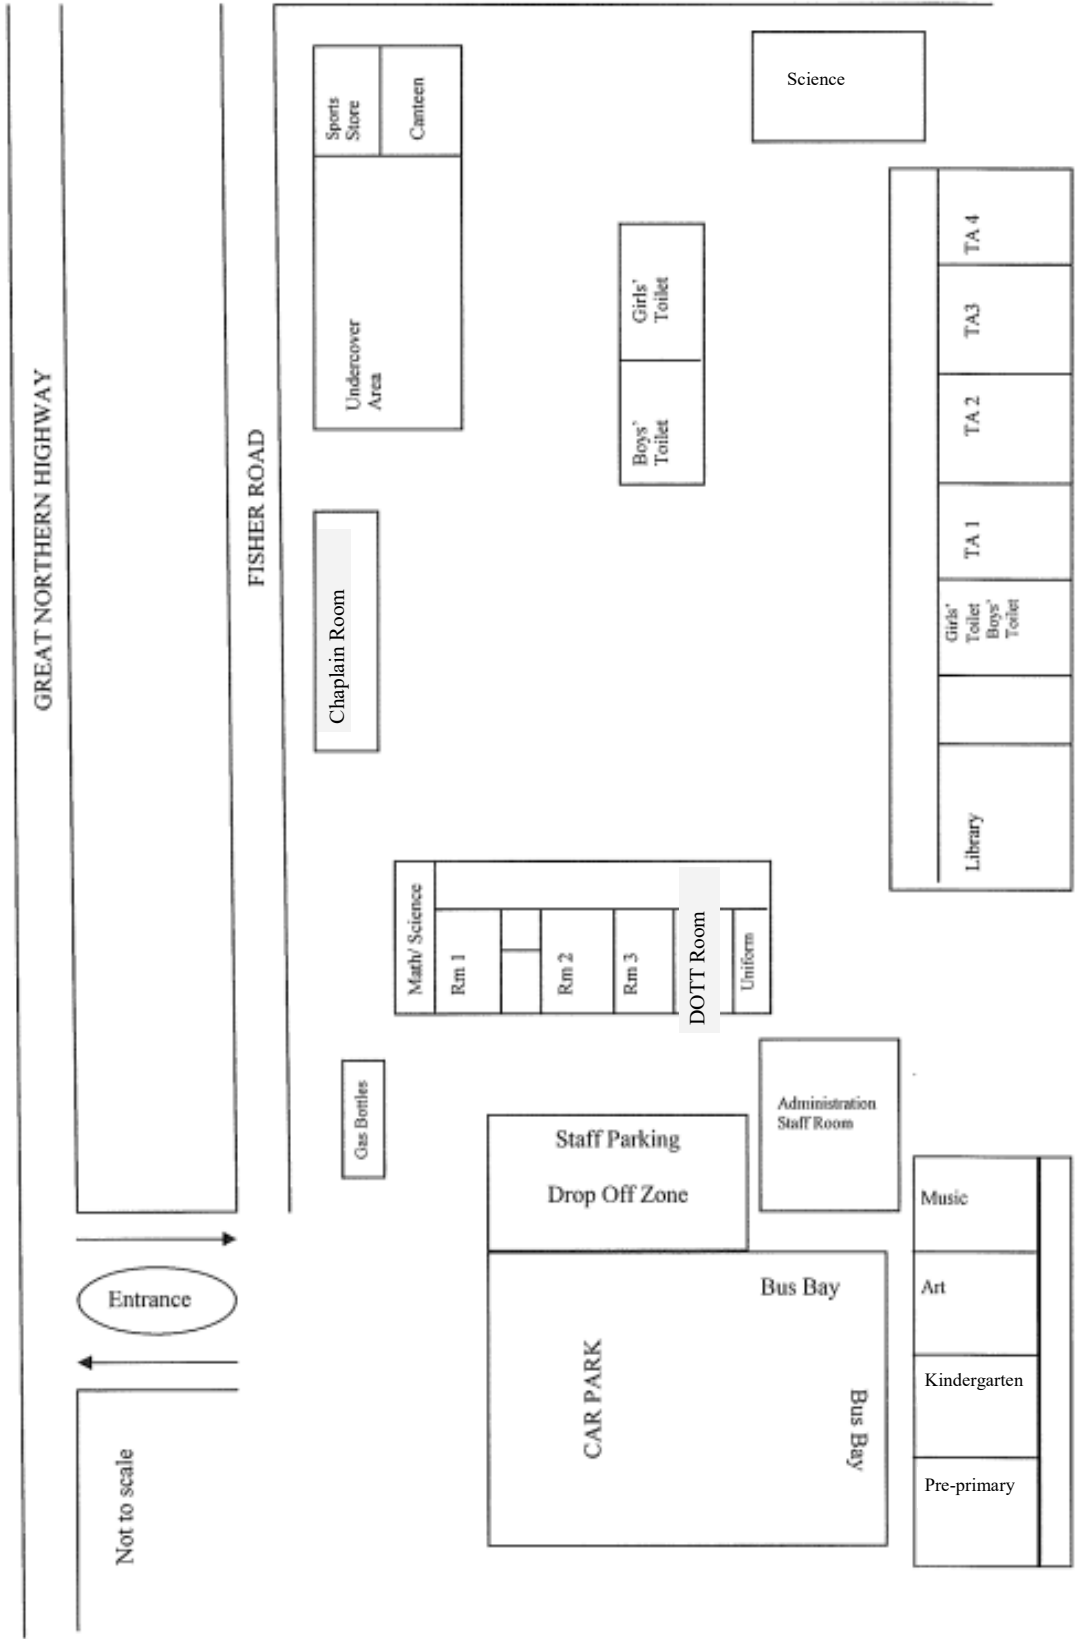 GREAT NORTHERN HIGHWAY
FISHER ROAD
Sports
Store
Canteen
Undercover
Area
Science
Girls'
Toilet
Boys'
Toilet
TA 4
TA3
TA 2
TA 1
Girls'
Toilet
Boys'
Toilet
Library
Chaplain Room
Math/ Science
Rm 1
Rm 2
Rm 3
DOTT Room
Uniform
Gas Bottles
Staff Parking
Drop Off Zone
Administration
Staff Room
Music
Art
Kindergarten
Pre-primary
Bus Bay
CAR PARK
Bus Bay
Entrance
Not to scale